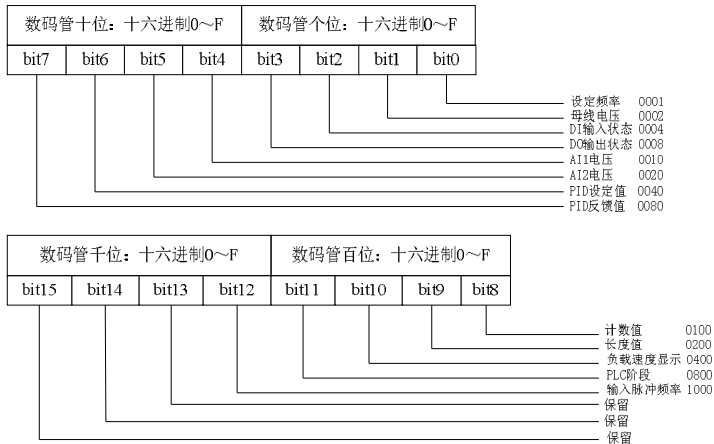 数码管十位：十六进制0～F 数码管个位：十六进制0～F
bit7 bit6 bit5 bit4 bit3 bit2 bit1 bit0
设定频率 0001
母线电压 0002
DI输入状态 0004
DO输出状态 0008
AI1电压 0010
AI2电压 0020
PID设定值 0040
PID反馈值 0080
数码管千位：十六进制0～F 数码管百位：十六进制0～F
bit15 bit14 bit13 bit12 bit11 bit10 bit9 bit8
计数值 0100
长度值 0200
负载速度显示 0400
PLC阶段 0800
输入脉冲频率 1000
保留
保留
保留